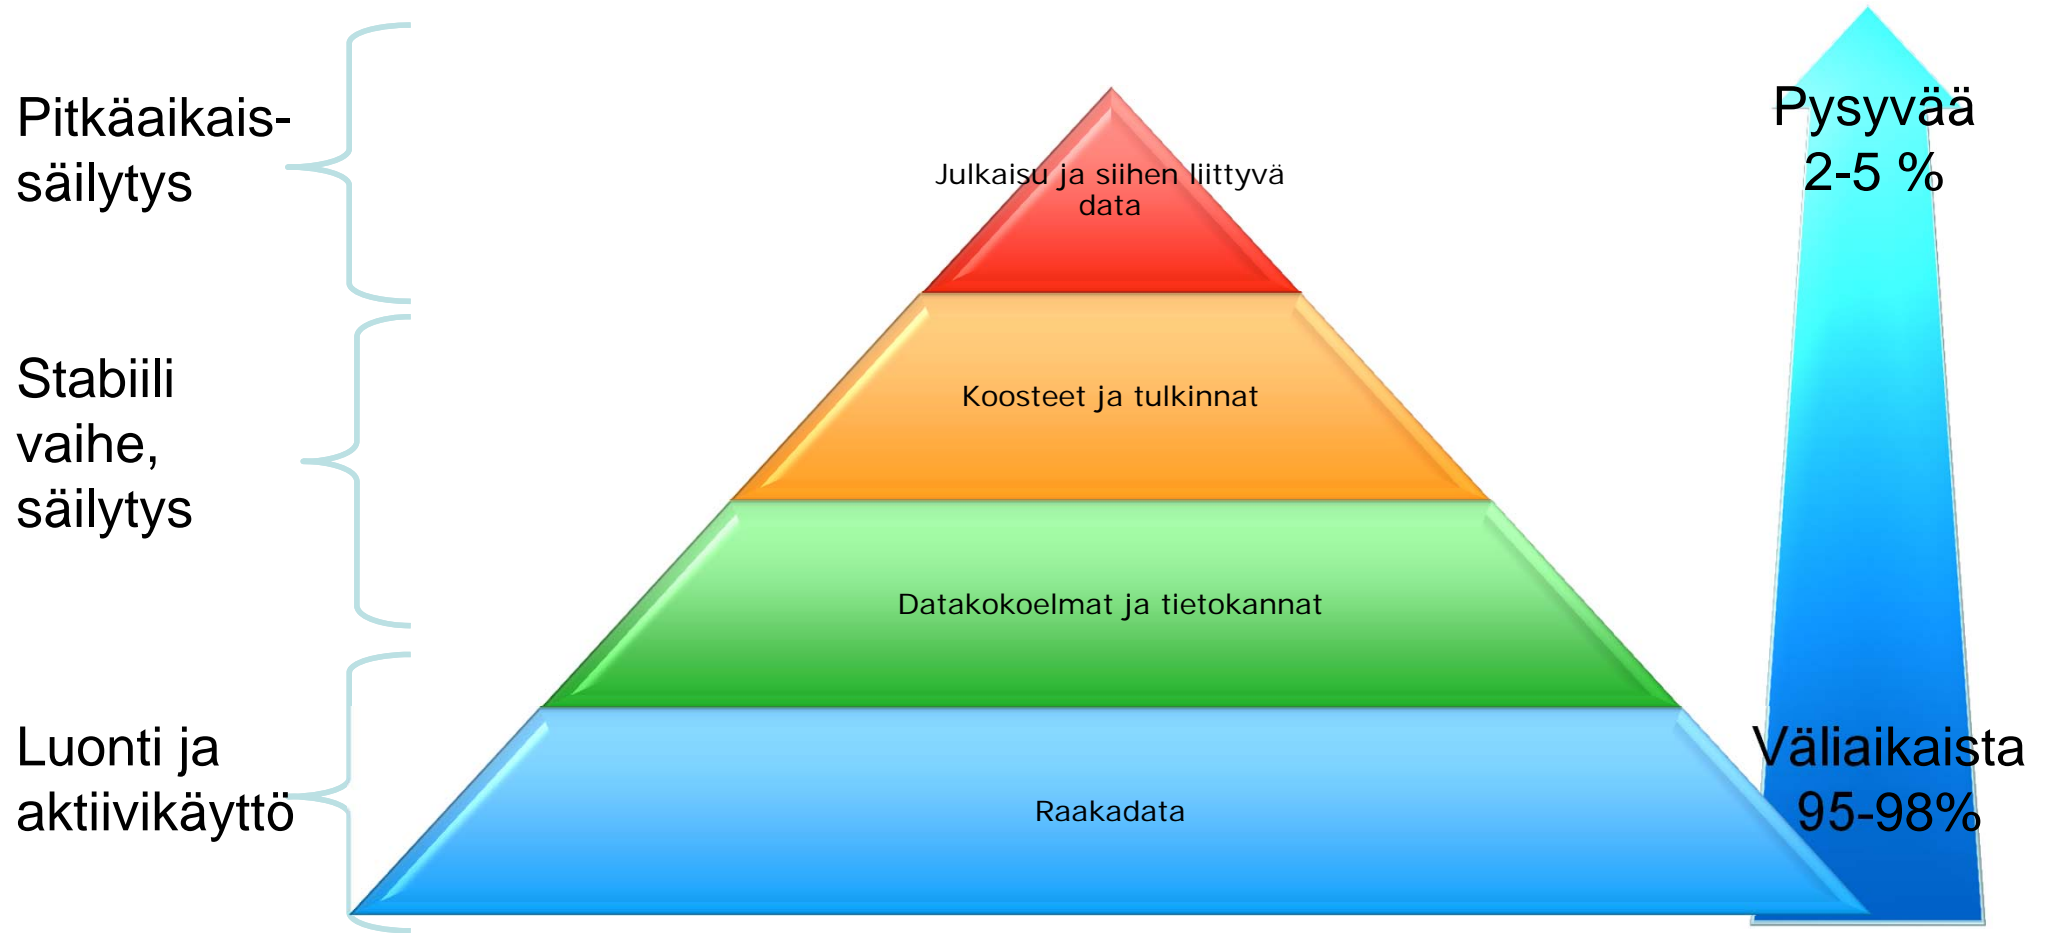 Pitkäaikais-
säilytys
Stabiili
vaihe,
säilytys
Luonti ja
aktiivikäyttö
Julkaisu ja siihen liittyvä
data
Koosteet ja tulkinnat
Datakokoelmat ja tietokannat
Raakadata
Pysyvää
2-5 %
Väliaikaista
95-98%